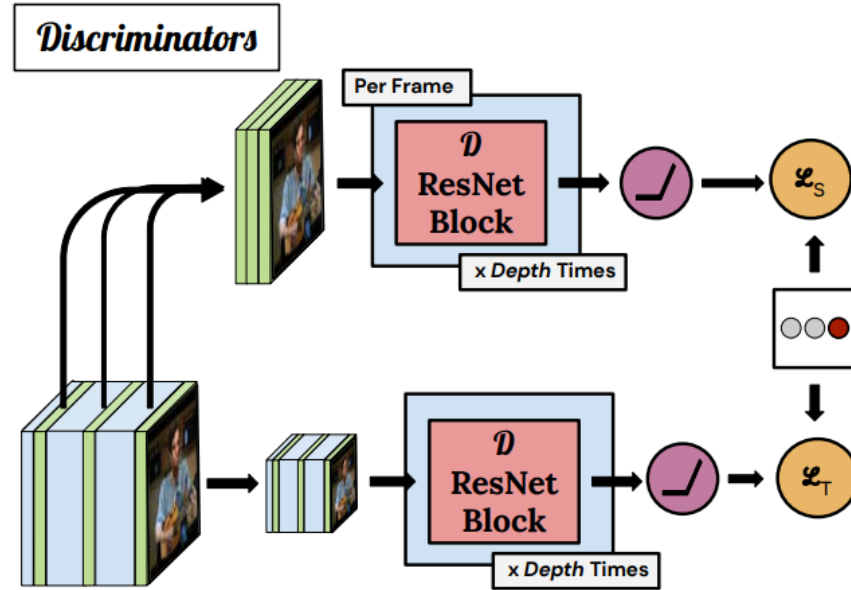 Discriminators
Per Frame
D
ResNet
Block
x Depth Times
ℒS
D
ResNet
Block
x Depth Times
ℒT